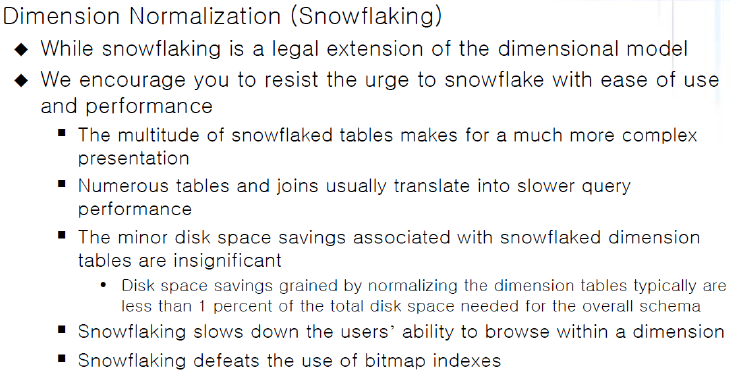 Dimension Normalization (Snowflaking)
◆ While snowflaking is a legal extension of the dimensional model
◆ We encourage you to resist the urge to snowflake with ease of use
and performance
▪ The multitude of snowflaked tables makes for a much more complex
presentation
▪ Numerous tables and joins usually translate into slower query
performance
▪ The minor disk space savings associated with snowflaked dimension
tables are insignificant
• Disk space savings grained by normalizing the dimension tables typically are
less than 1 percent of the total disk space needed for the overall schema
▪ Snowflaking slows down the users’ ability to browse within a dimension
▪ Snowflaking defeats the use of bitmap indexes